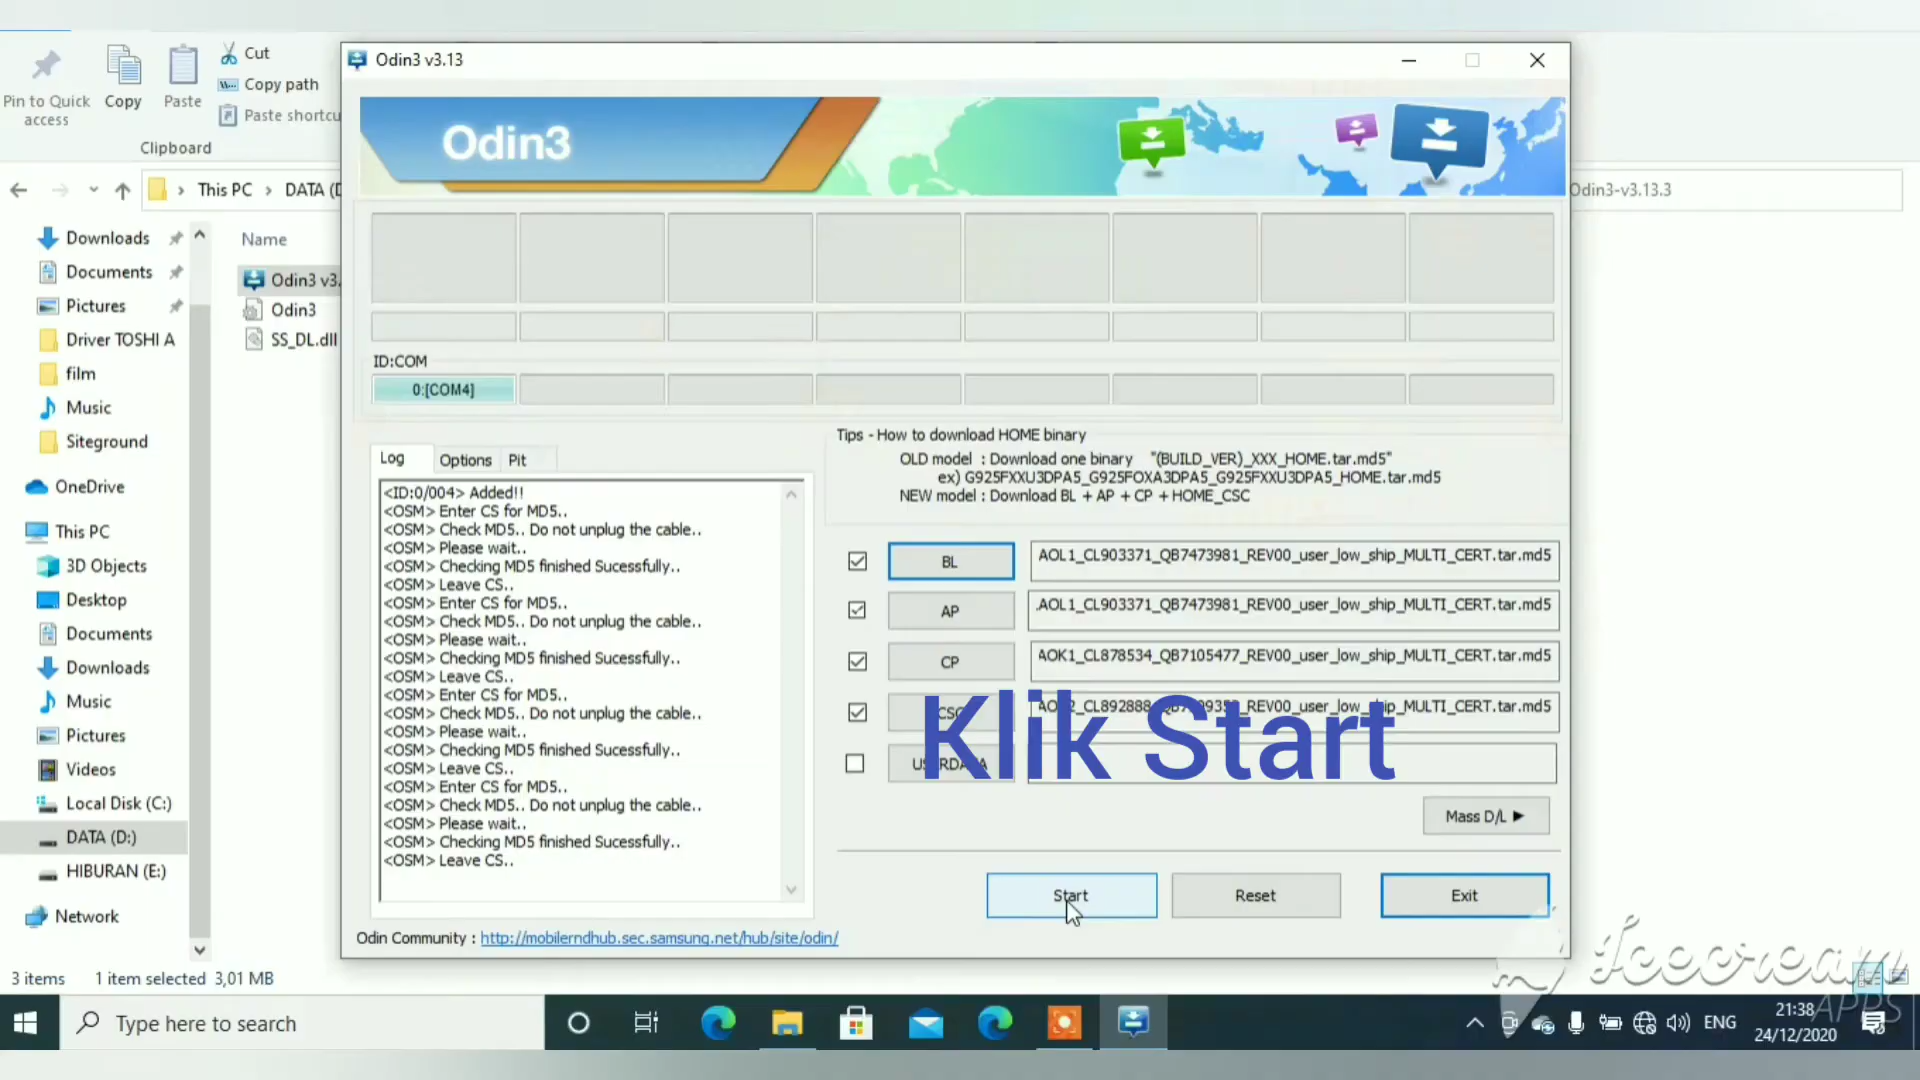 Cut
Pin to Quick access
Copy
Paste
Copy path
Paste shortcu
Clipboard
Odin3 v3.13
Odin3
This PC
DATA (D
Odin3-v3.13.3
Downloads
Documents
Pictures
Driver TOSHI A
film
Music
Siteground
OneDrive
This PC
3D Objects
Desktop
Documents
Downloads
Music
Pictures
Videos
Local Disk (C:)
DATA (D:)
HIBURAN (E:)
Network
Name
Odin3 v3.
Odin3
SS_DL.dll
ID:COM
0:[COM4]
Log Options Pit
<ID:0/004> Added!!
<OSM> Enter CS for MD5..
<OSM> Check MD5.. Do not unplug the cable..
<OSM> Please wait..
<OSM> Checking MD5 finished Sucessfully..
<OSM> Leave CS..
<OSM> Enter CS for MD5..
<OSM> Check MD5.. Do not unplug the cable..
<OSM> Please wait..
<OSM> Checking MD5 finished Sucessfully..
<OSM> Leave CS..
<OSM> Enter CS for MD5..
<OSM> Check MD5.. Do not unplug the cable..
<OSM> Please wait..
<OSM> Checking MD5 finished Sucessfully..
<OSM> Leave CS..
<OSM> Enter CS for MD5..
<OSM> Check MD5.. Do not unplug the cable..
<OSM> Please wait..
<OSM> Checking MD5 finished Sucessfully..
<OSM> Leave CS..
Tips - How to download HOME binary
OLD model : Download one binary "(BUILD_VER)_XXX_HOME.tar.md5"
ex) G925FXXU3DPA5_G925FOXA3DPA5_G925FXXU3DPA5_HOME.tar.md5
NEW model : Download BL + AP + CP + HOME_CSC
BL AOL1_CL903371_QB7473981_REV00_user_low_ship_MULTI_CERT.tar.md5
AP .AOL1_CL903371_QB7473981_REV00_user_low_ship_MULTI_CERT.tar.md5
CP AOK1_CL878534_QB7105477_REV00_user_low_ship_MULTI_CERT.tar.md5
CSC
USERDATA
Klik Start
Mass D/L
Start Reset Exit
Odin Community : http://mobilerndhub.sec.samsung.net/hub/site/odin/
3 items 1 item selected 3,01 MB
Icecream
APPS
Type here to search
ENG
21:38
24/12/2020